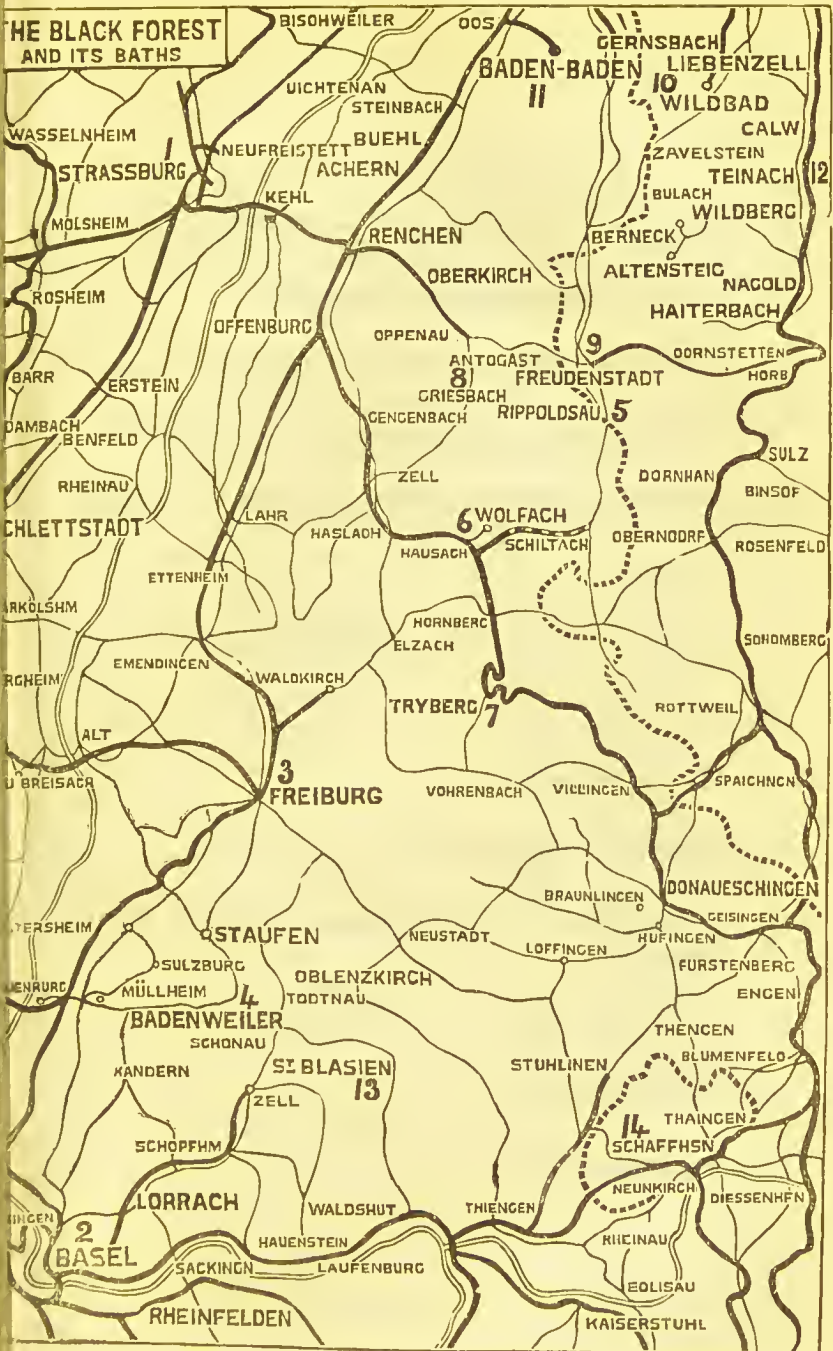 THE BLACK FOREST
AND ITS BATHS
BISCHWEILER
OOS
GERNSBACH
BADEN-BADEN
11
10
LIEBENZELL
WILDBAD
UICHTENAN
STEINBACH
WASSELNHEIM
BUEHL
CALW
1
NEUFREISTETT
STRASSBURG
ACHERN
ZAVELSTEIN
TEINACH
12
KEHL
BULACH
WILDBERG
MOLSHEIM
RENCHEN
BERNECK
OBERKIRCH
ALTENSTEIG
NAGOLD
ROSHEIM
HAITERBACH
OFFENBURG
OPPENAU
9
DORNSTETTEN
ANTOGAST
8
FREUDENSTADT
HORB
BARR
ERSTEIN
GRIESBACH
RIPPOLDSAU
5
DAMBACH
GENGENBACH
BENFELD
SULZ
RHEINAU
ZELL
DORNHAN
BINSOF
CHLETTSTADT
LAHR
HASLACH
6
WOLFACH
HAUSACH
SCHILTACH
OBERNDORF
ROSENFELD
ETTENHEIM
ARKOLSHM
HORNBERG
ELZACH
SCHOMBERG
RGHEIM
EMENDINGEN
WALDKIRCH
TRYBERG
7
ROTTWEIL
ALT
U BREISACH
3
FREIBURG
VOHRENBACH
VILLINGEN
SPAICHNGN
BRAUNLINGEN
DONAUESCHINGEN
GEISINGEN
TERSHEIM
STAUFEN
NEUSTADT
LOFFINGEN
HUFINGEN
SULZBURG
OBLENZKIRCH
FURSTENBERG
MÜLLHEIM
4
TODTNAU
ENGEN
BADENWEILER
SCHONAU
THENGEN
KANDERN
ST BLASIEN
13
STUHLINEN
BLUMENFELD
ZELL
THAINGEN
14
SCHAFFHSN
SCHOPFHM
NEUNKIRCH
DIESSENHFN
LORRACH
WALDSHUT
THIENGEN
2
BASEL
HAUENSTEIN
RHEINAU
SACKINGN
LAUFENBURG
EGLISAU
RHEINFELDEN
KAISERSTUHL